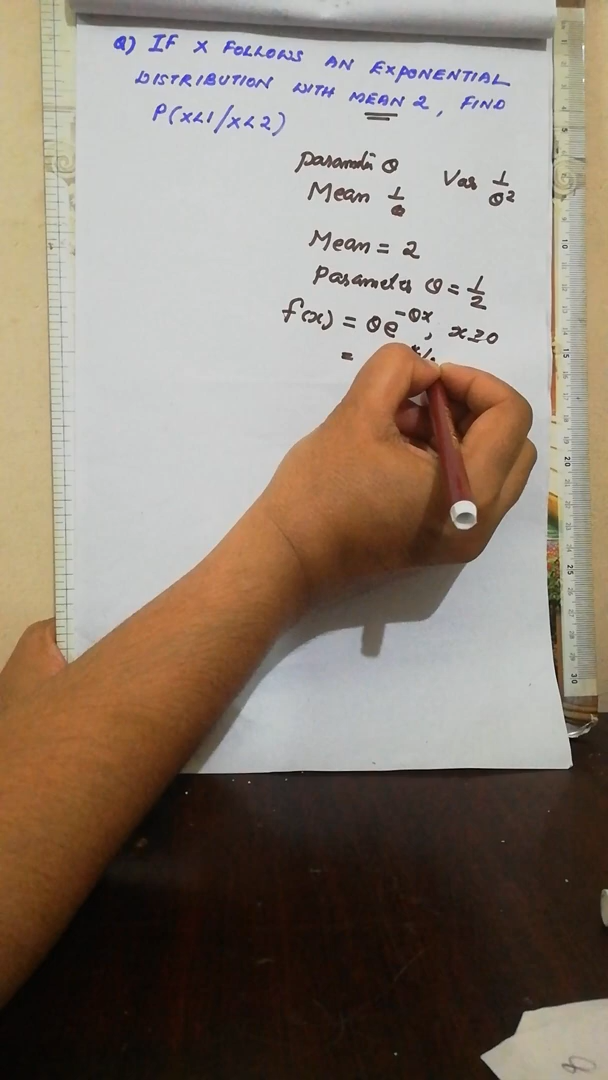 Q) IF X FOLLOWS AN EXPONENTIAL
DISTRIBUTION WITH MEAN 2, FIND
P(X<1/X<2)
Mean 1/θ
Var 1/θ²
Mean = 2
Parameter θ = 1/2
f(x) = θe^-θx, x≥0
=